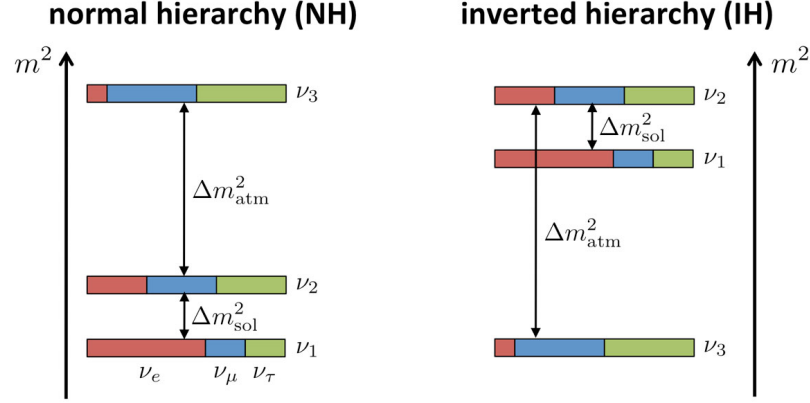 normal hierarchy (NH)
m²
ν₃
Δm²atm
ν₂
Δm²sol
ν₁
νe νμ ντ
inverted hierarchy (IH)
m²
ν₂
Δm²sol
ν₁
Δm²atm
ν₃